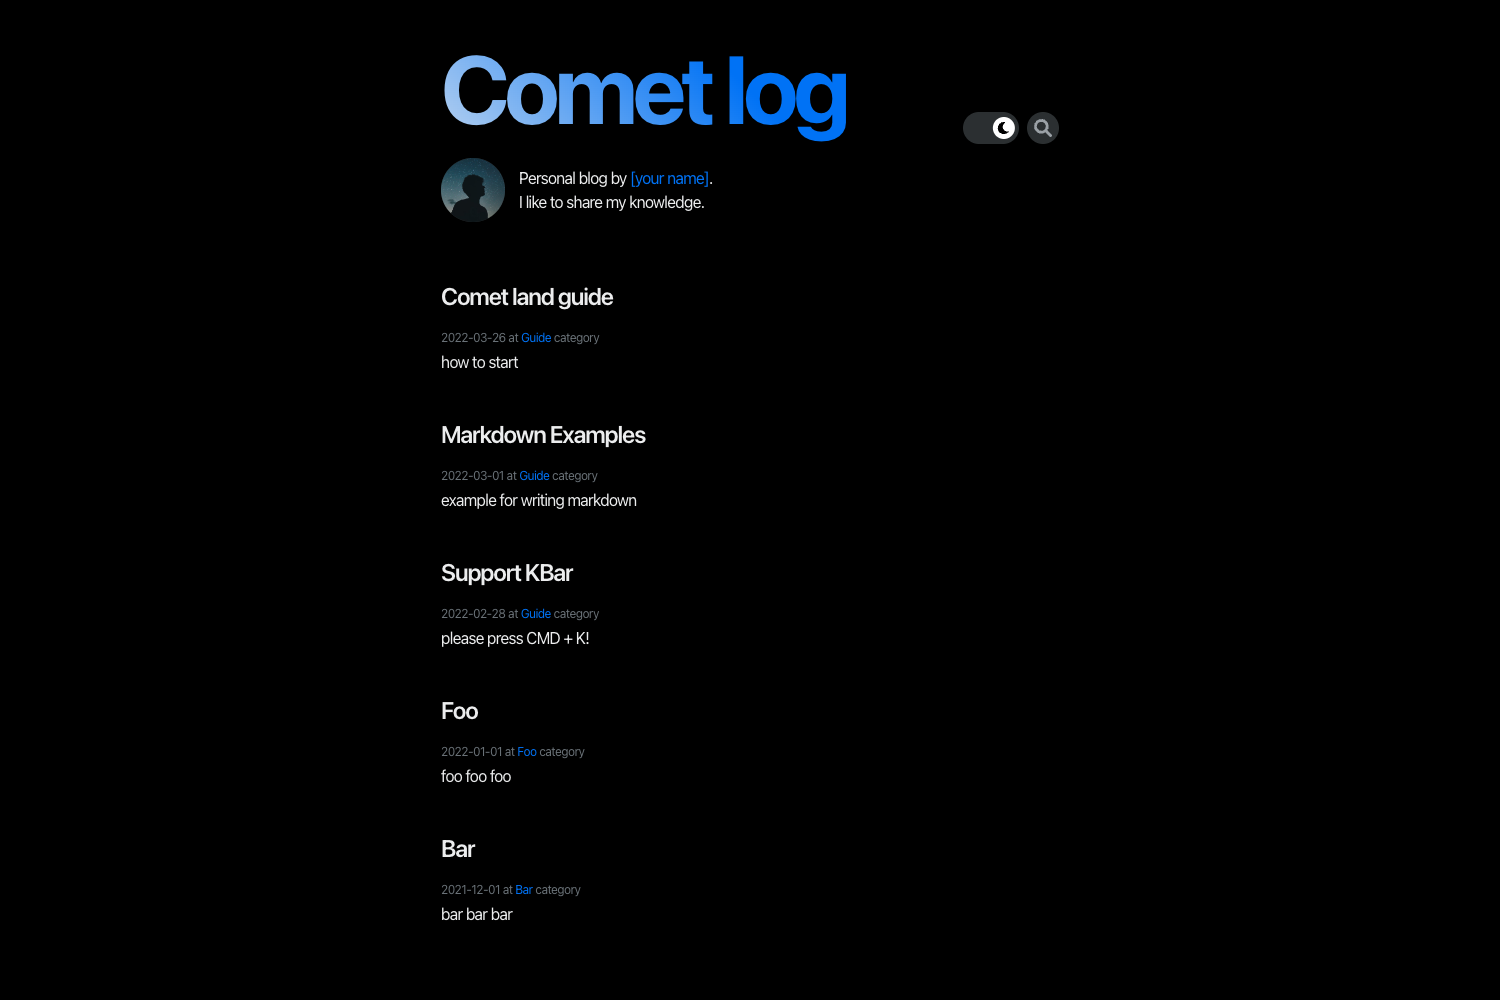 Comet log
Personal blog by [your name].
I like to share my knowledge.
Comet land guide
2022-03-26 at Guide category
how to start
Markdown Examples
2022-03-01 at Guide category
example for writing markdown
Support KBar
2022-02-28 at Guide category
please press CMD + K!
Foo
2022-01-01 at Foo category
foo foo foo
Bar
2021-12-01 at Bar category
bar bar bar